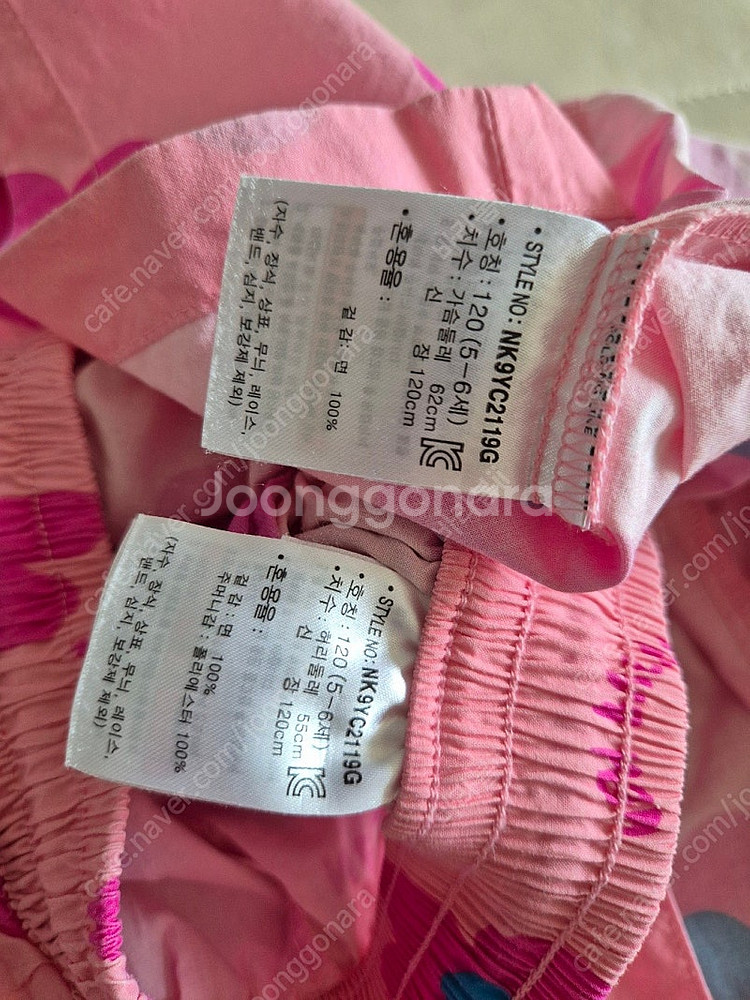 • STYLE NO: NK9YC2119G
• 호칭 : 120 (5-6세)
• 치수 : 가슴둘레 62cm
신 장 120cm
• 혼용율 :
겉감: 면 100%
(자수, 장식, 상표, 무늬, 레이스,
밴드, 심지, 보강제 제외)
Joonggonara
• STYLE NO: NK9YC2119G
• 호칭 : 120 (5-6세)
• 치수 : 허리둘레 55cm
신 장 120cm
• 혼용율 :
겉감 : 면 100%
주머니감 : 폴리에스터 100%
(자수, 장식, 상표, 무늬, 레이스,
밴드, 심지, 보강제 제외)
cafe.naver.com/joonggonara